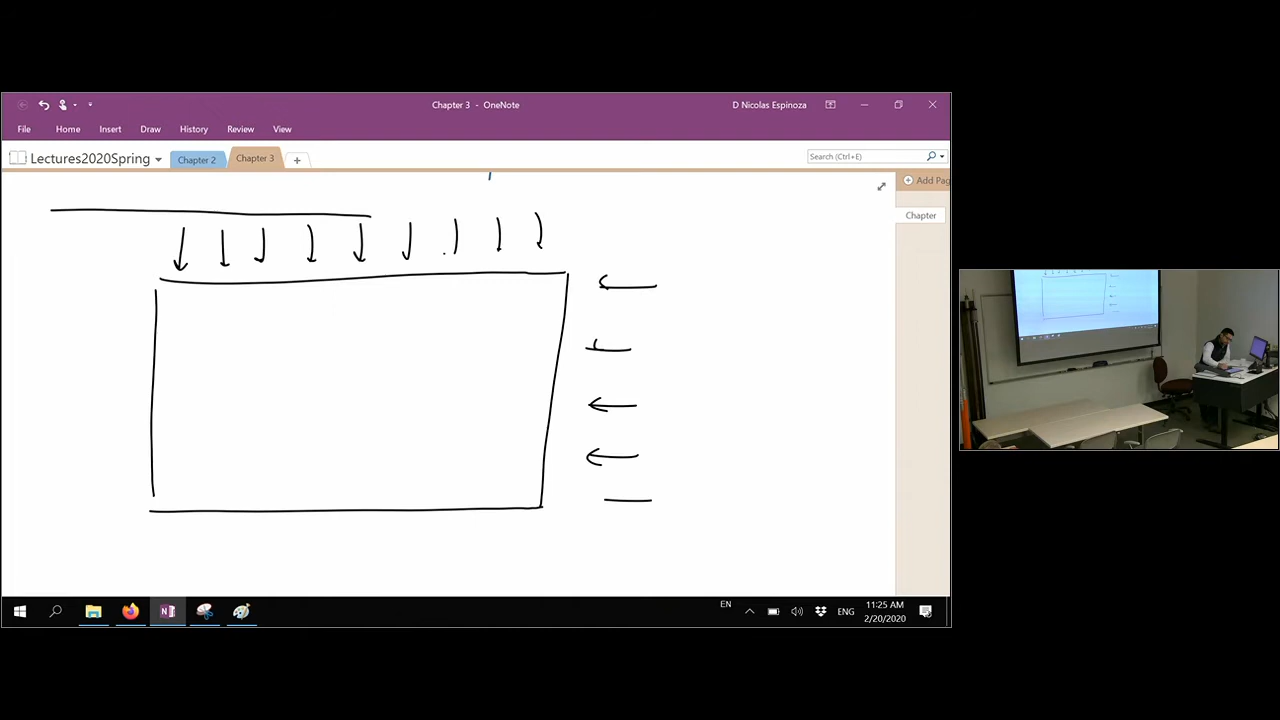 Chapter 3 - OneNote
D Nicolas Espinoza
File Home Insert Draw History Review View
Lectures2020Spring Chapter 2 Chapter 3 +
Search (Ctrl+E)
Add Pag
Chapter
EN
ENG
11:25 AM
2/20/2020